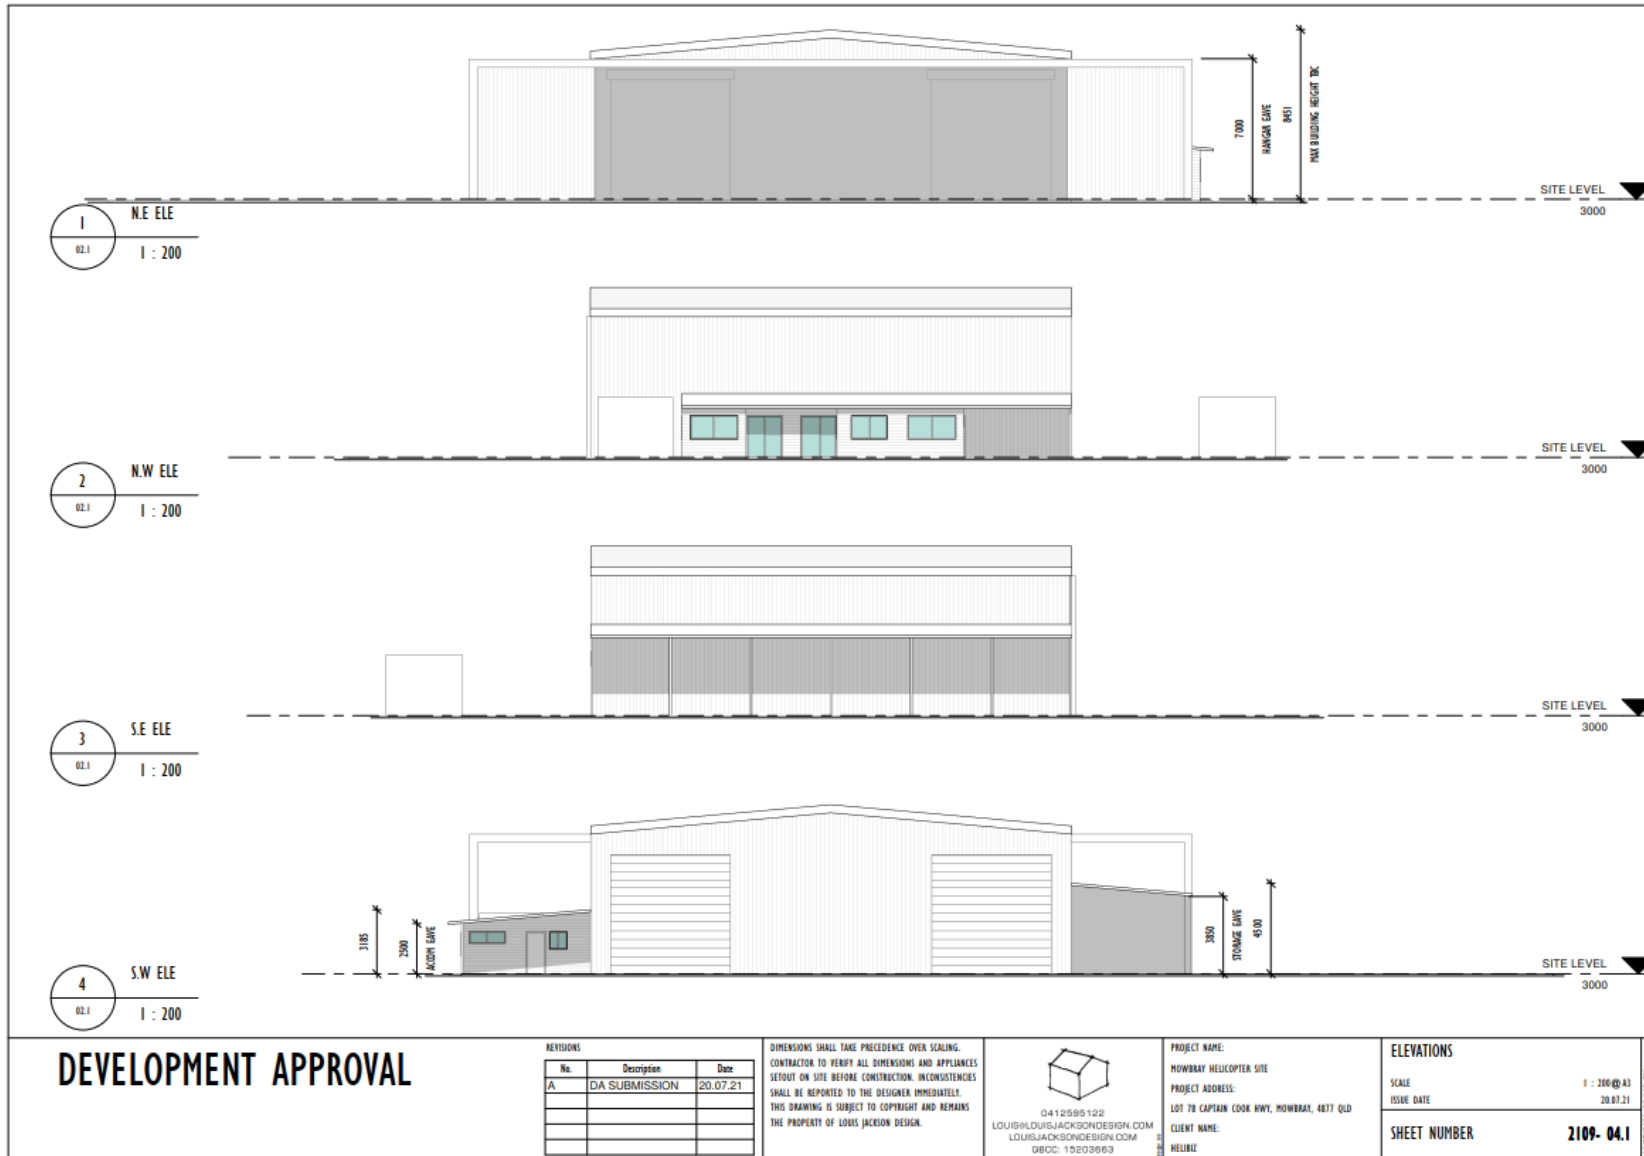 7000
HANGAR EAVE
8451
MAX BUILDING HEIGHT TBC
SITE LEVEL
3000
1
02.1
N.E ELE
1 : 200
SITE LEVEL
3000
2
02.1
N.W ELE
1 : 200
SITE LEVEL
3000
3
02.1
S.E ELE
1 : 200
3185
2500
ACCOM EAVE
3850
STORAGE EAVE
4500
SITE LEVEL
3000
4
02.1
S.W ELE
1 : 200
DEVELOPMENT APPROVAL
REVISIONS
No. Description Date
A DA SUBMISSION 20.07.21
DIMENSIONS SHALL TAKE PRECEDENCE OVER SCALING.
CONTRACTOR TO VERIFY ALL DIMENSIONS AND APPLIANCES
SETOUT ON SITE BEFORE CONSTRUCTION. INCONSISTENCIES
SHALL BE REPORTED TO THE DESIGNER IMMEDIATELY.
THIS DRAWING IS SUBJECT TO COPYRIGHT AND REMAINS
THE PROPERTY OF LOUIS JACKSON DESIGN.
0412595122
LOUIS@LOUISJACKSONDESIGN.COM
LOUISJACKSONDESIGN.COM
QBCC: 15203663
PROJECT NAME:
MOWBRAY HELICOPTER SITE
PROJECT ADDRESS:
LOT 7B CAPTAIN COOK HWY, MOWBRAY, 4877 QLD
CLIENT NAME:
HELIBIZ
ELEVATIONS
SCALE 1 : 200@A3
ISSUE DATE 20.07.21
SHEET NUMBER 2109- 04.1